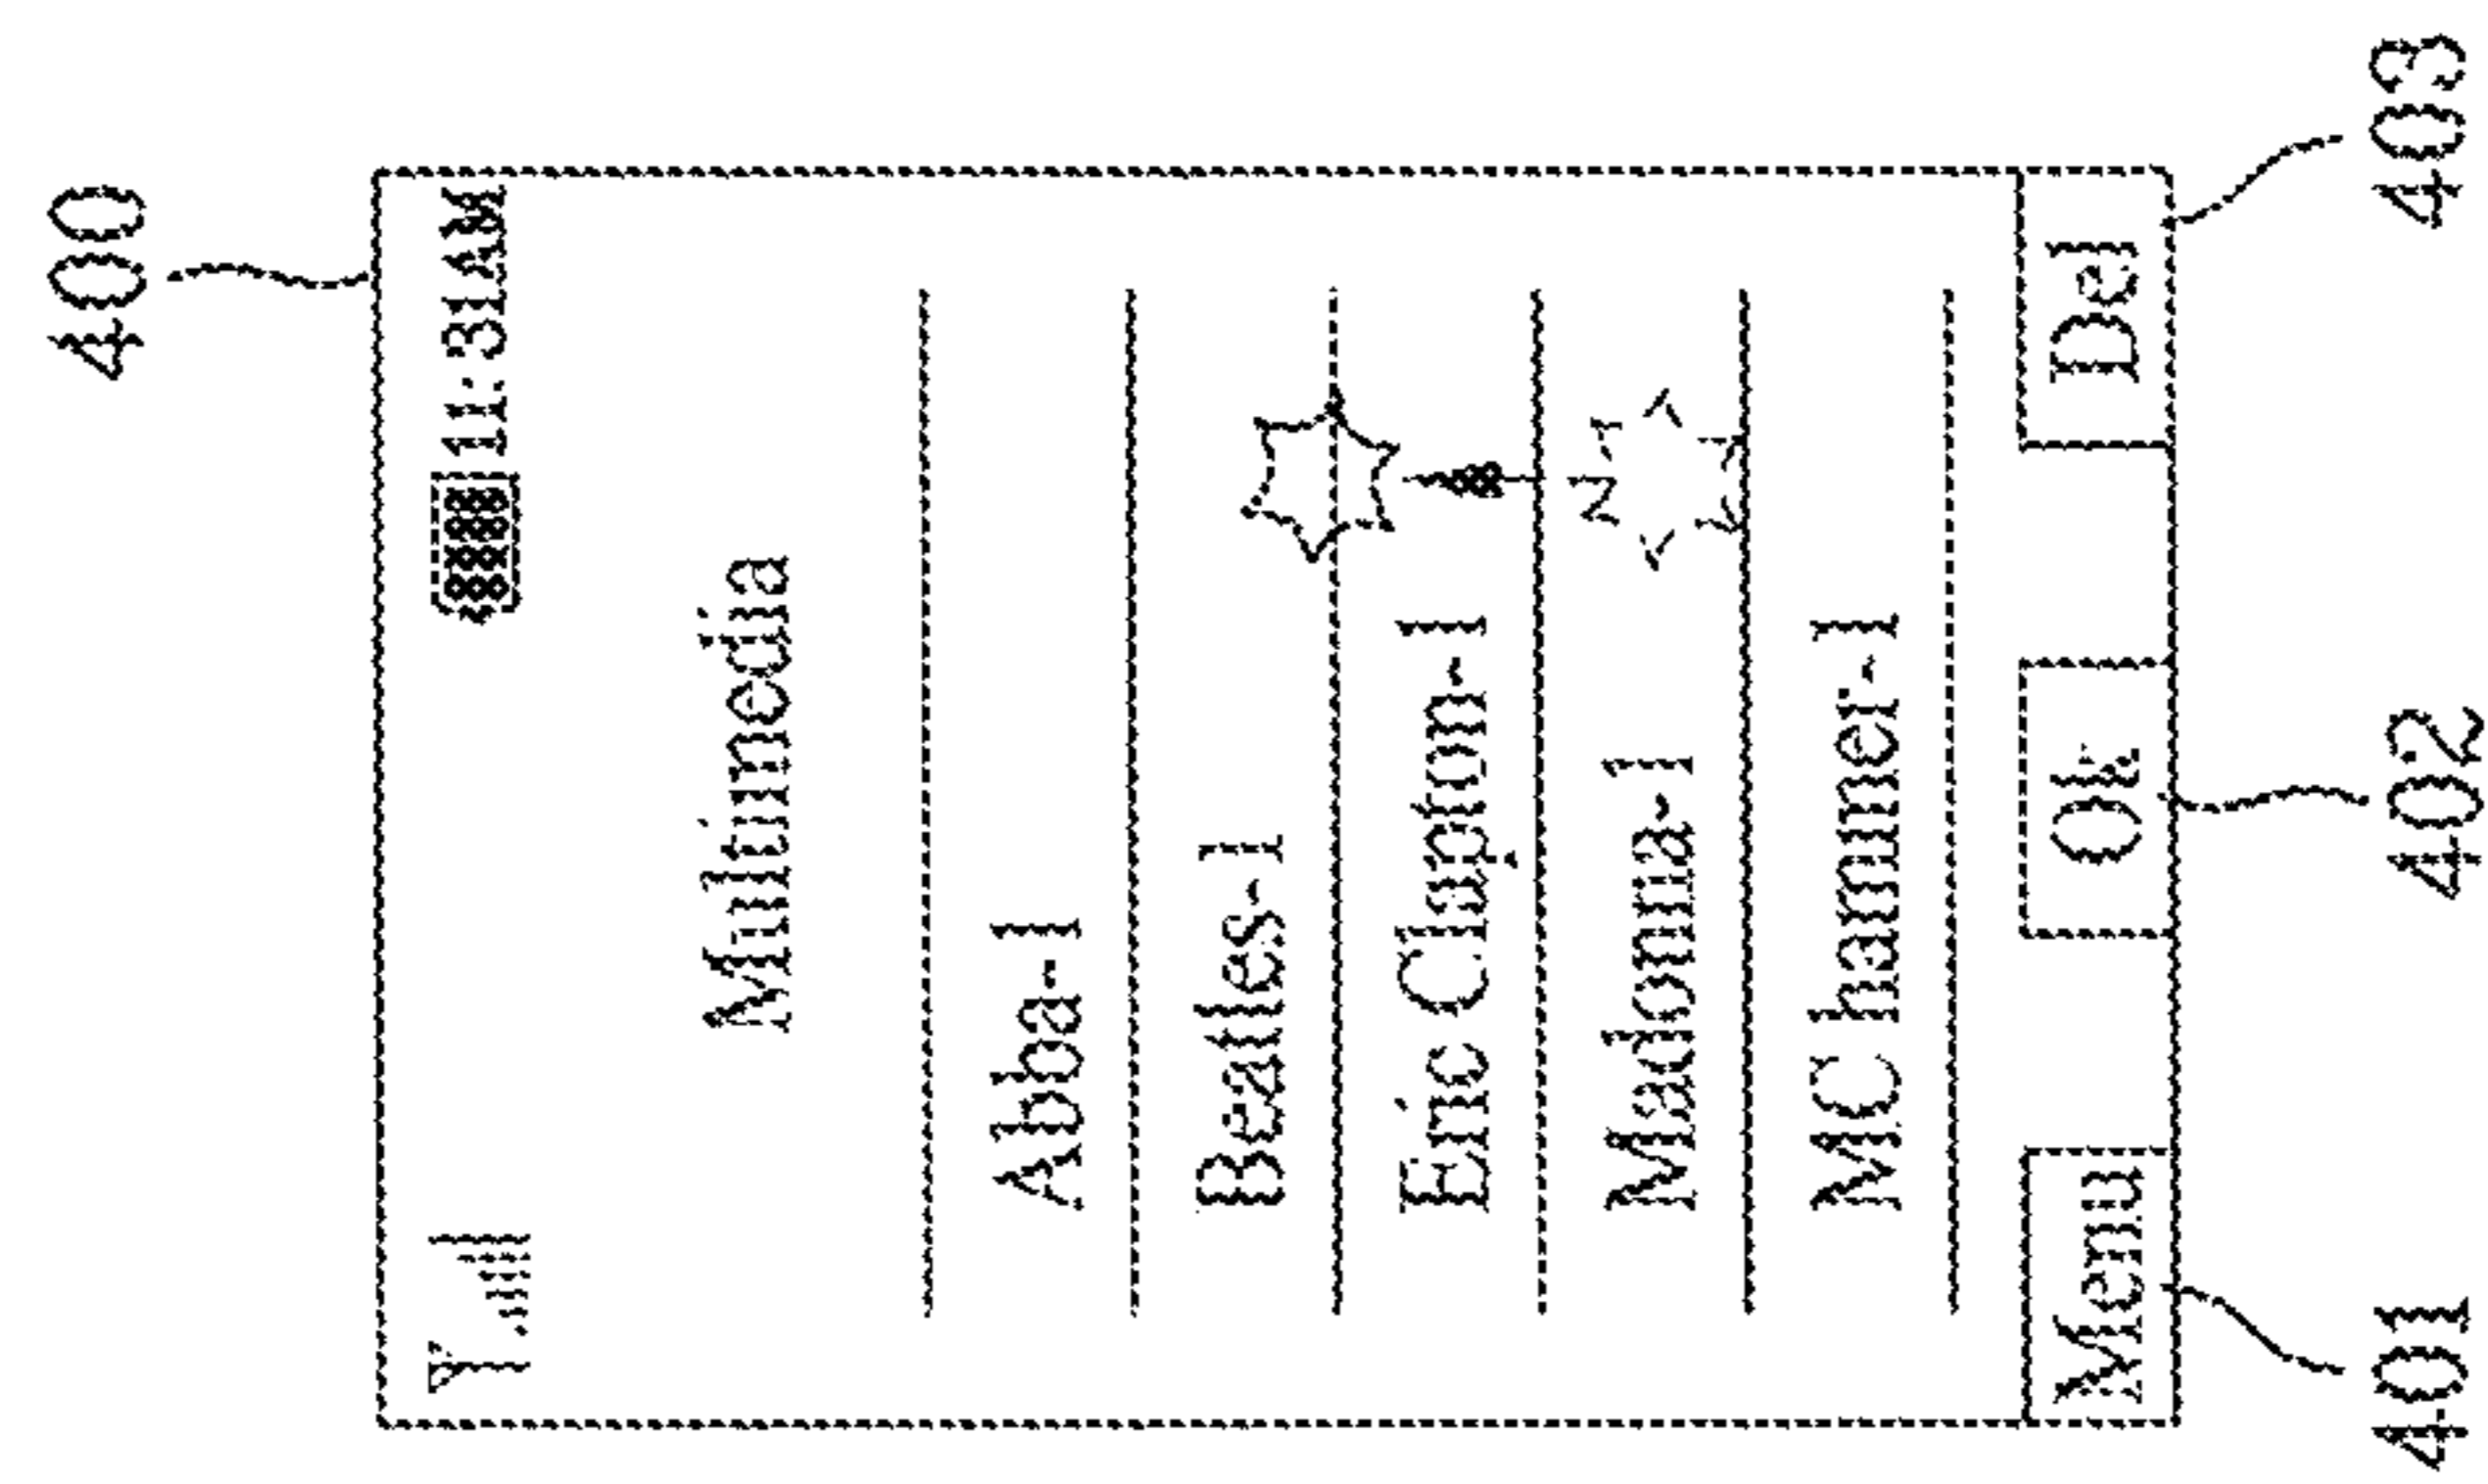 400
11:31AM
Multimedia
Abba-1
Beatles-1
Eric Clapton-1
Madonna-1
MC hammer-1
Menu Ok Del
401 402 403